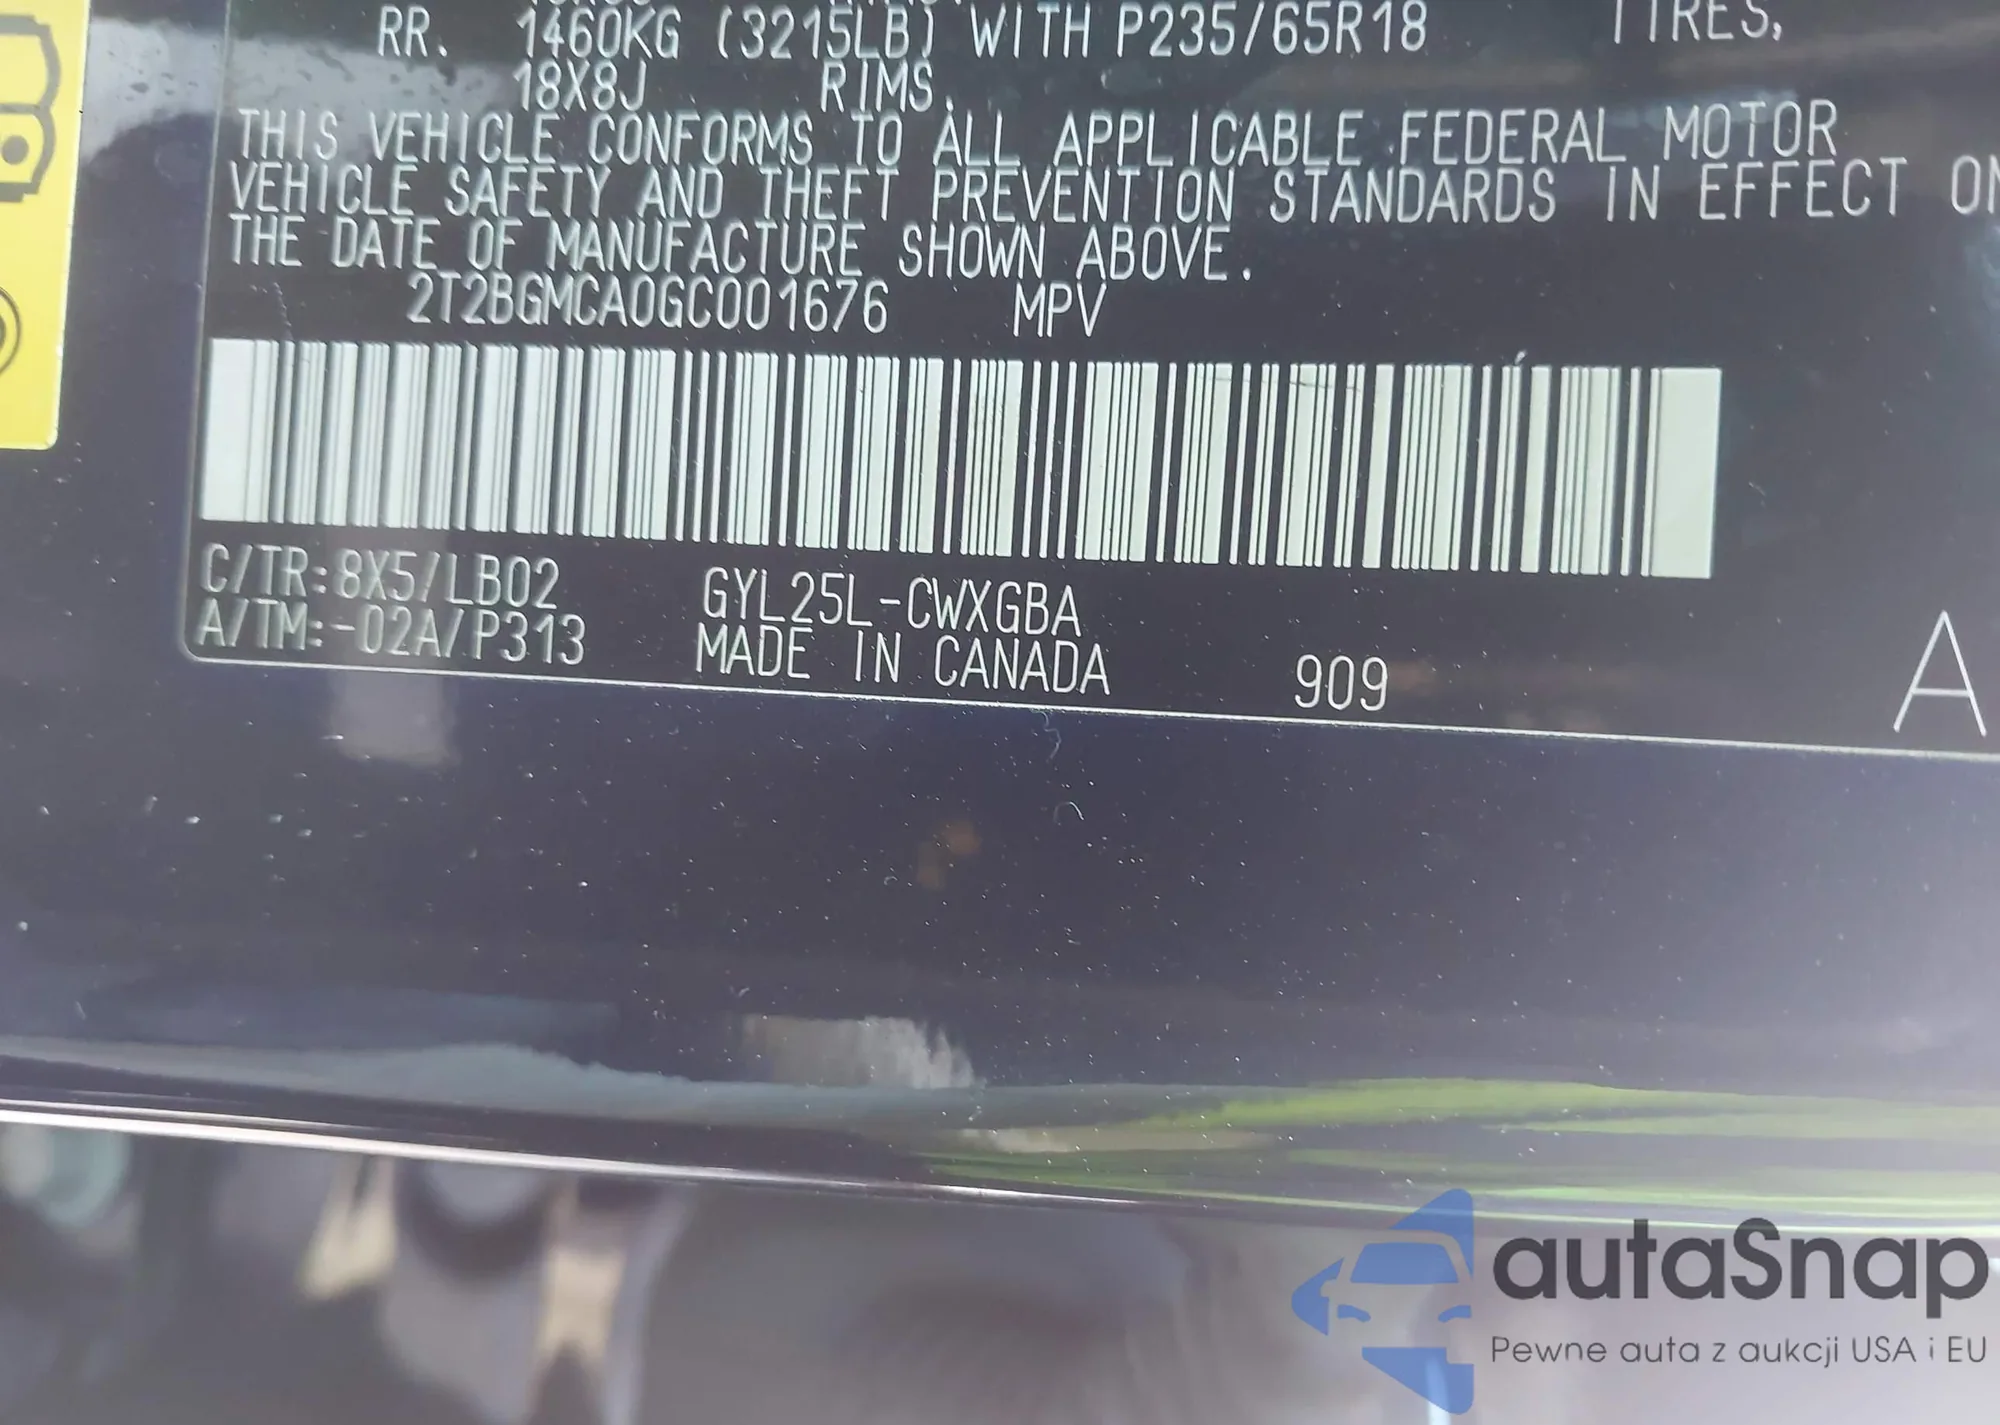 RR. 1460KG (3215LB) WITH P235/65R18 TIRES,
18X8J RIMS.
THIS VEHICLE CONFORMS TO ALL APPLICABLE FEDERAL MOTOR
VEHICLE SAFETY AND THEFT PREVENTION STANDARDS IN EFFECT ON
THE DATE OF MANUFACTURE SHOWN ABOVE.
2T2BGMCA0GC001676 MPV
C/TR:8X5/LB02 GYL25L-CWXGBA
A/TM:-02A/P313 MADE IN CANADA 909
A
autaSnap
Pewne auta z aukcji USA i EU